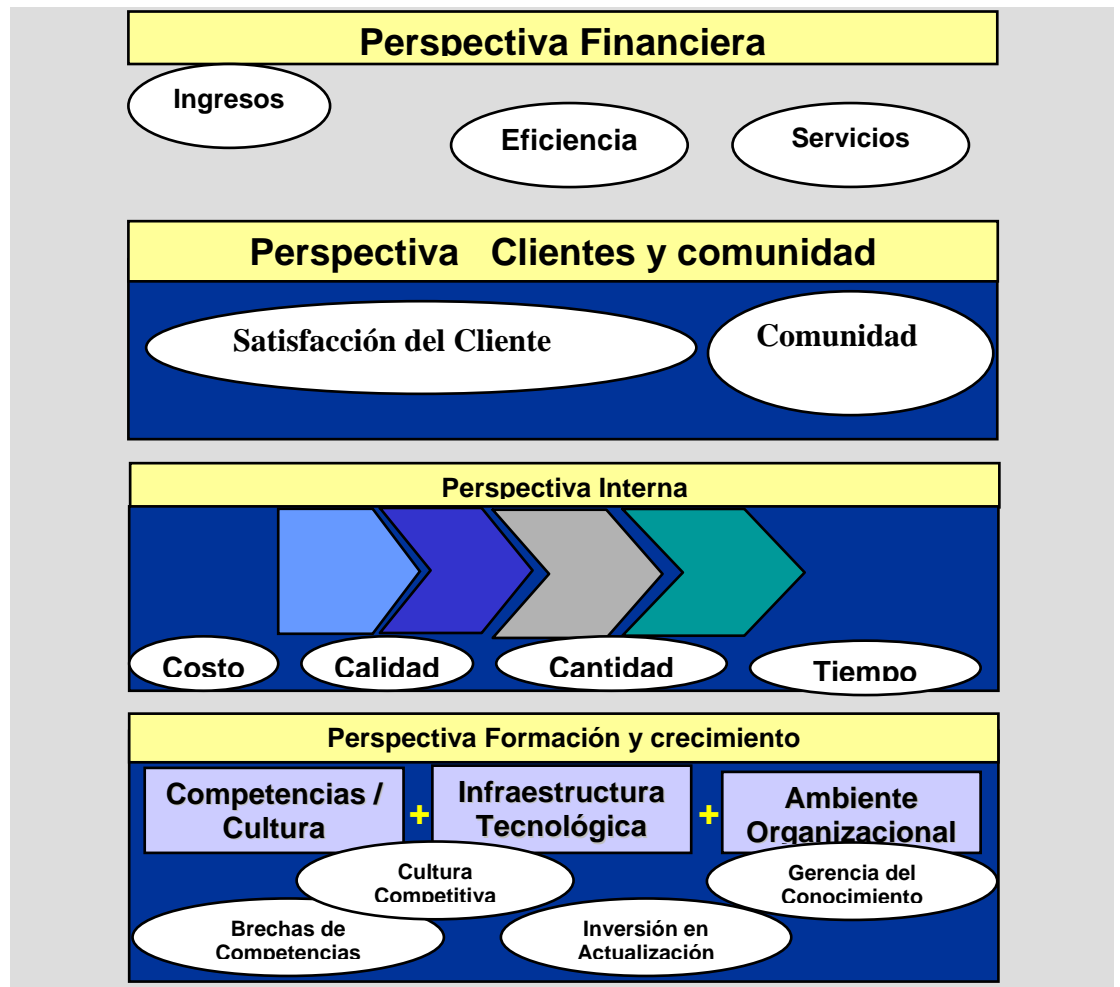 Perspectiva Financiera
Ingresos
Eficiencia
Servicios
Perspectiva Clientes y comunidad
Satisfacción del Cliente
Comunidad
Perspectiva Interna
Costo
Calidad
Cantidad
Tiempo
Perspectiva Formación y crecimiento
Competencias /
Cultura
+
Infraestructura
Tecnológica
+
Ambiente
Organizacional
Cultura
Competitiva
Gerencia del
Conocimiento
Brechas de
Competencias
Inversión en
Actualización